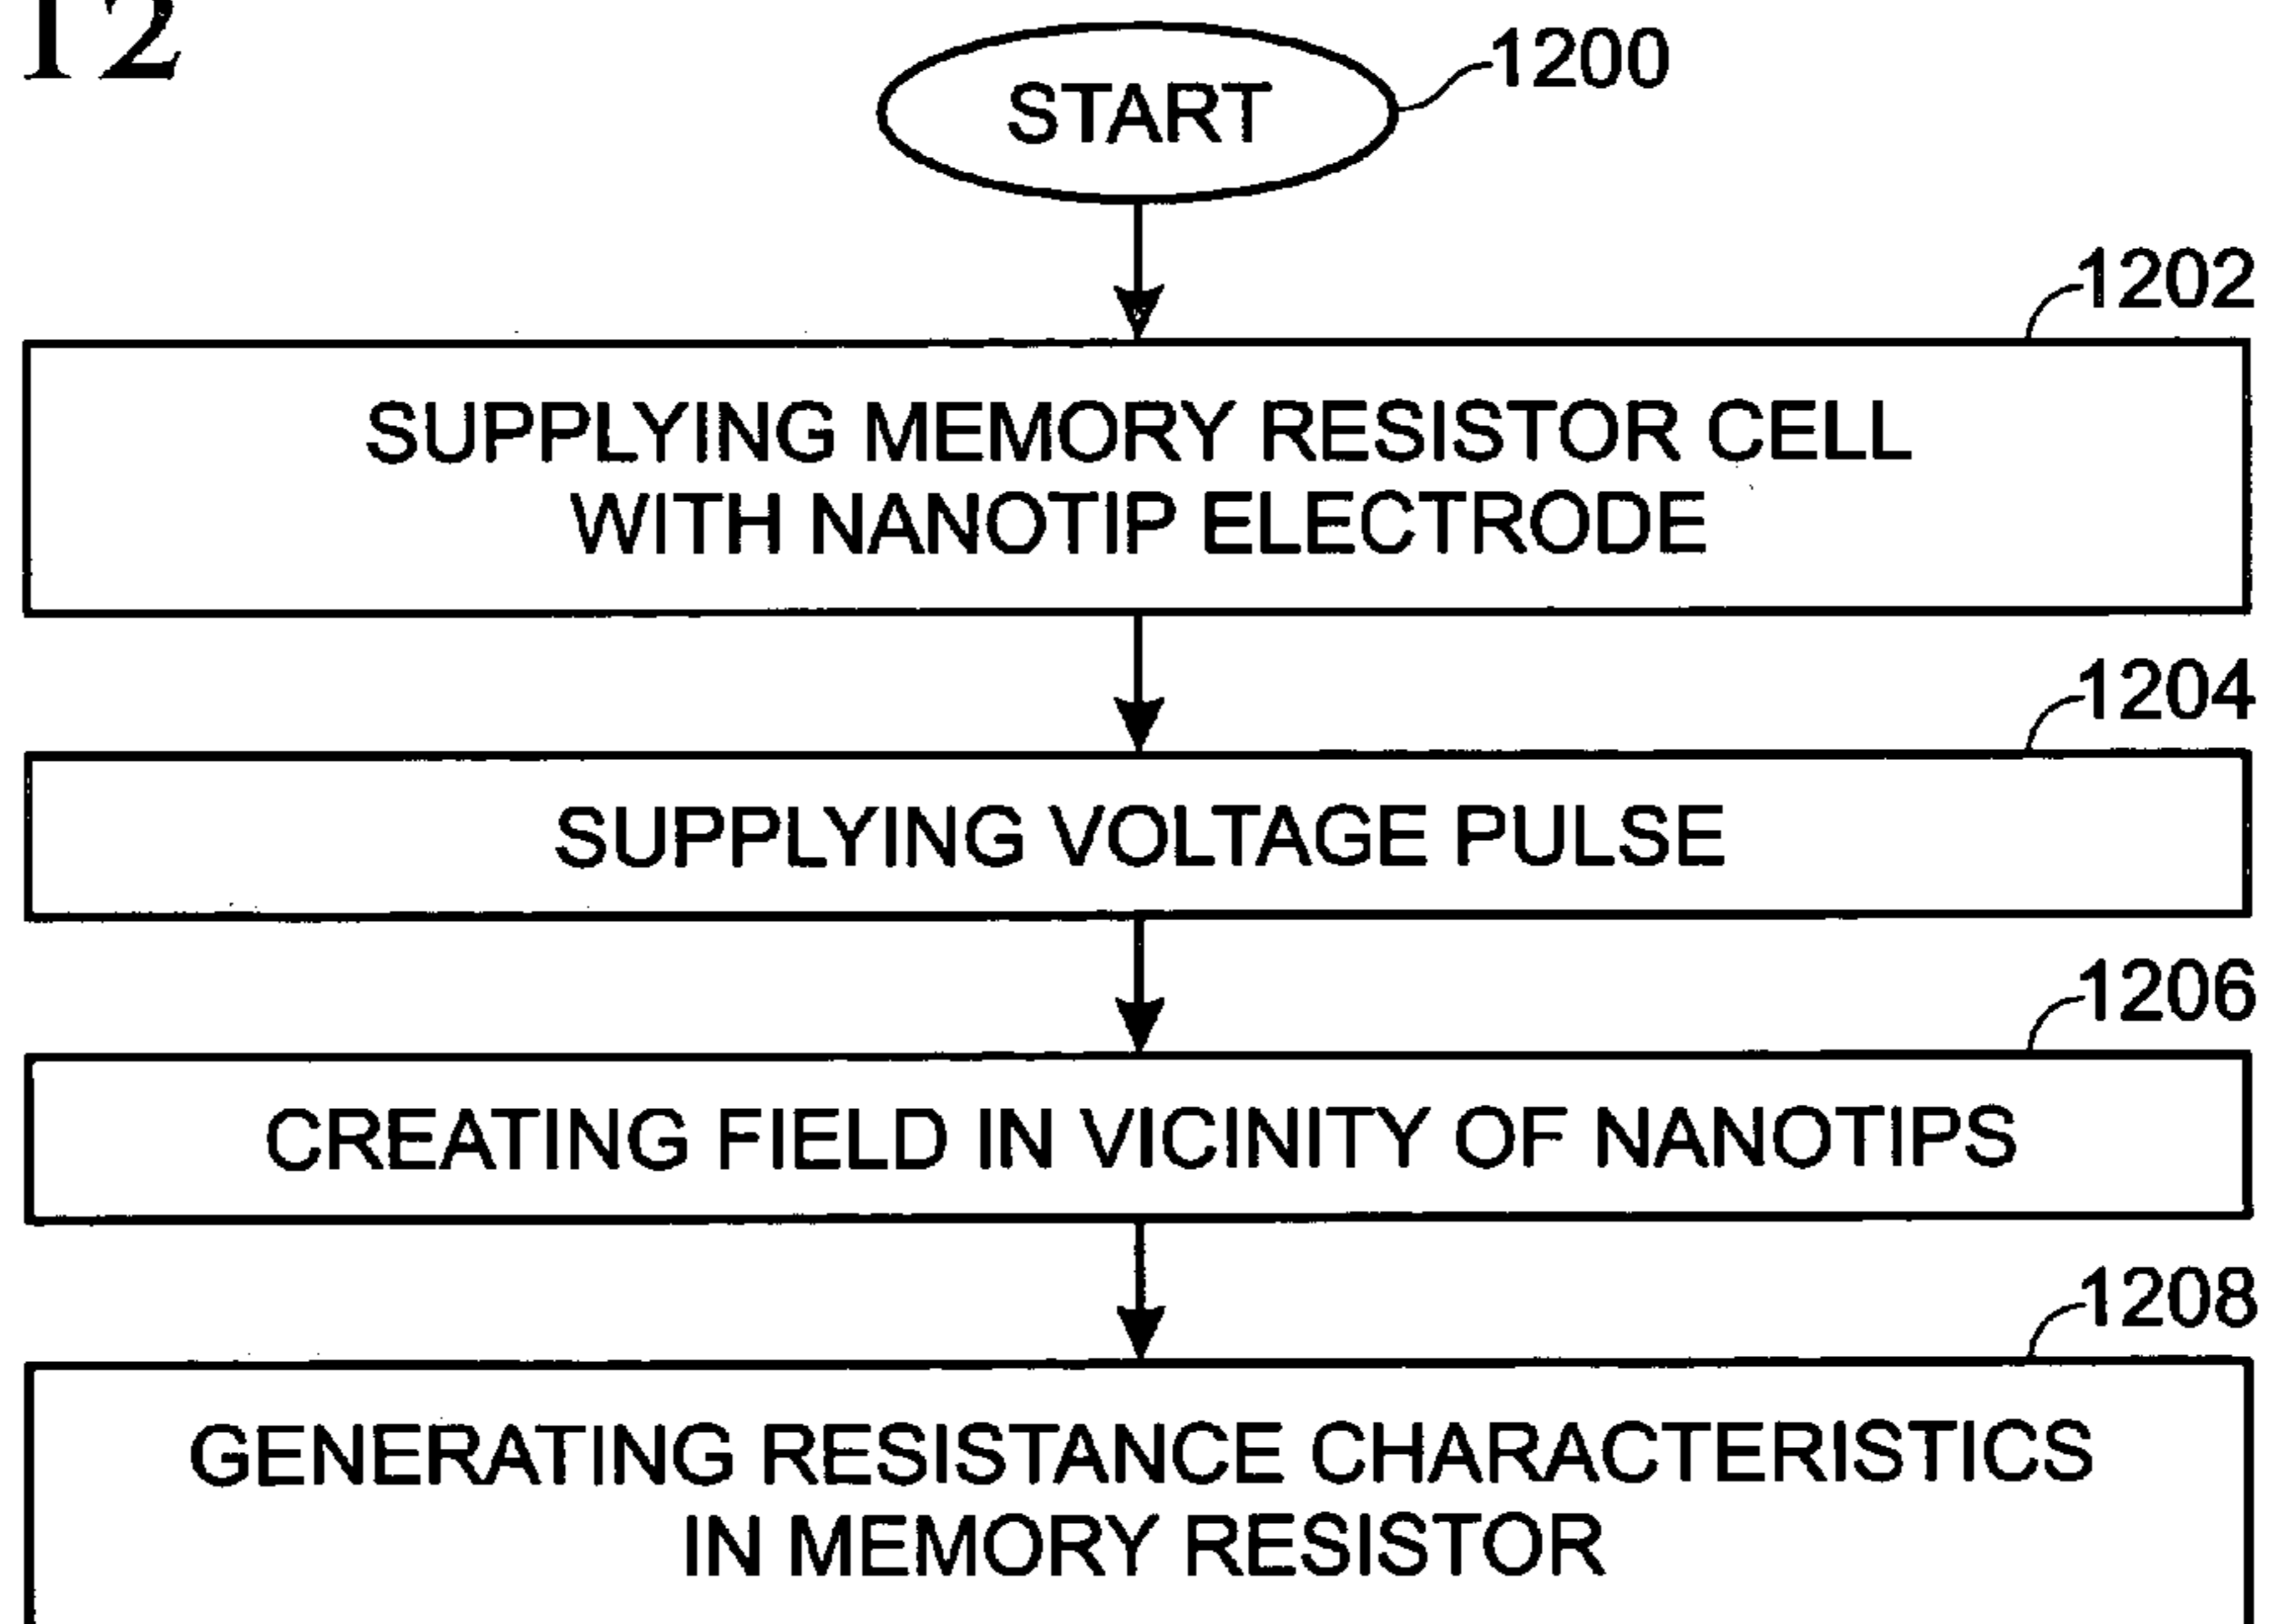 12
START
1200
1202
SUPPLYING MEMORY RESISTOR CELL
WITH NANOTIP ELECTRODE
1204
SUPPLYING VOLTAGE PULSE
1206
CREATING FIELD IN VICINITY OF NANOTIPS
1208
GENERATING RESISTANCE CHARACTERISTICS
IN MEMORY RESISTOR